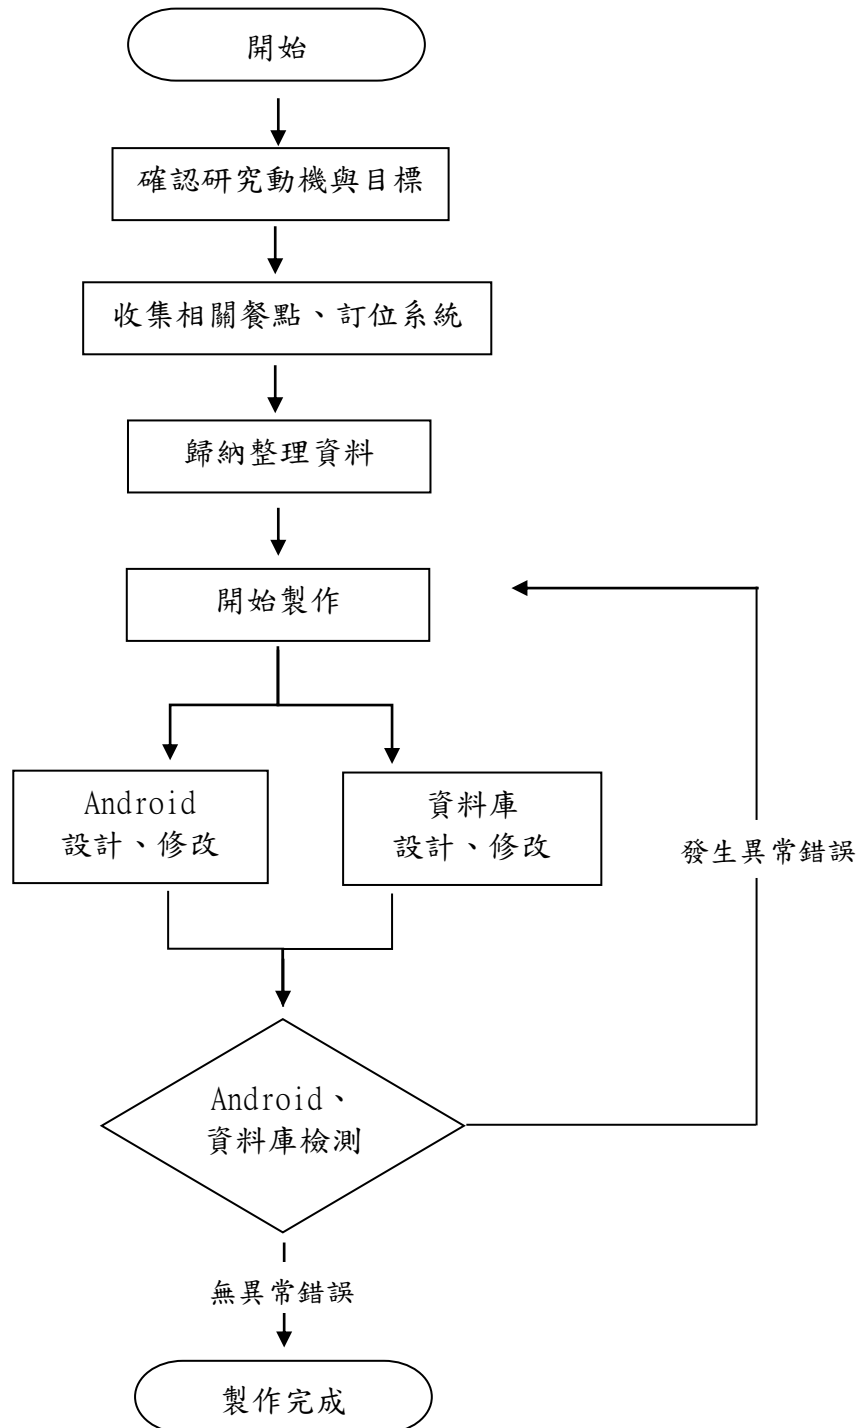 開始
確認研究動機與目標
收集相關餐點、訂位系統
歸納整理資料
開始製作
Android
設計、修改
資料庫
設計、修改
發生異常錯誤
Android、
資料庫檢測
無異常錯誤
製作完成